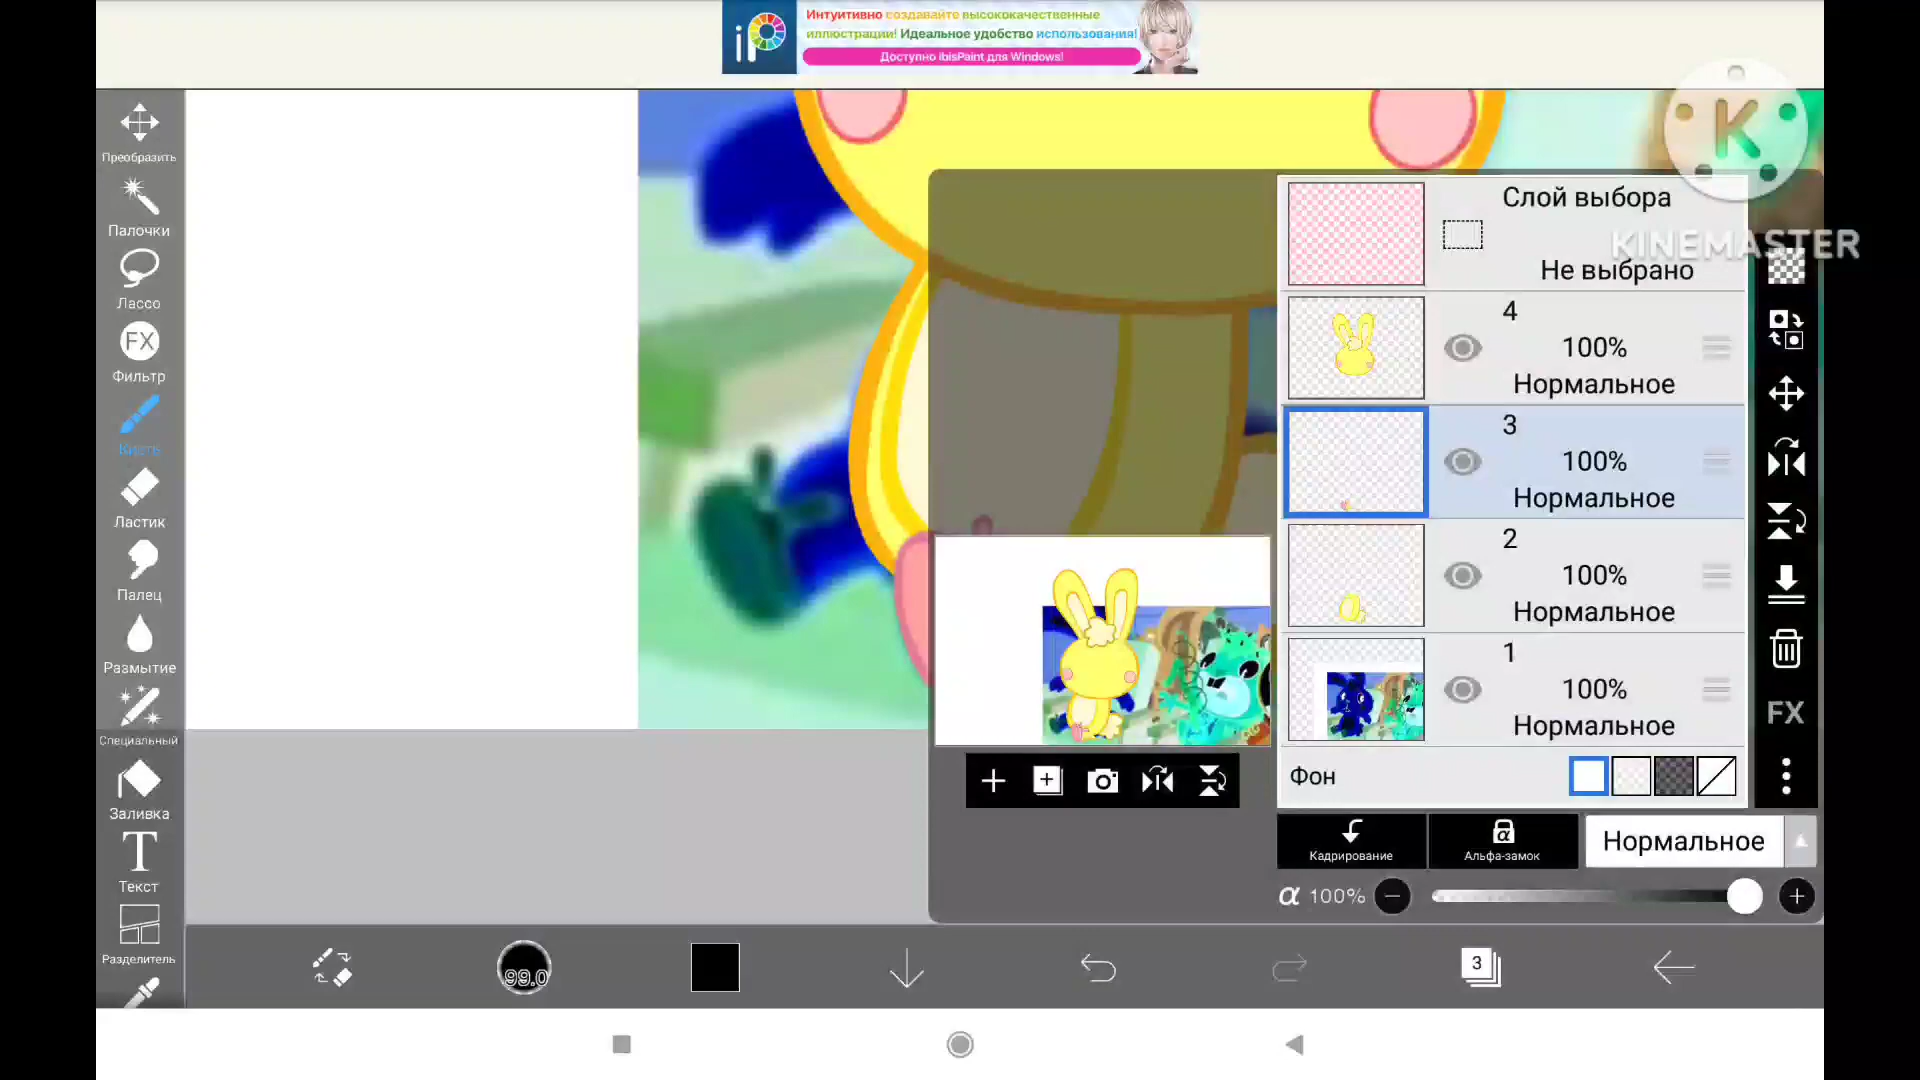 iP
Интуитивно создавайте высококачественные
иллюстрации! Идеальное удобство использования!
Доступно ibisPaint для Windows!
K
KINEMASTER
Преобразить
Палочки
Лассо
FX
Фильтр
Кисть
Ластик
Палец
Размытие
Специальный
Заливка
T
Текст
Разделитель
Слой выбора
Не выбрано
4
100%
Нормальное
3
100%
Нормальное
2
100%
Нормальное
1
100%
Нормальное
Фон
FX
Кадрирование
α
Альфа-замок
Нормальное
α 100%
99.0
3